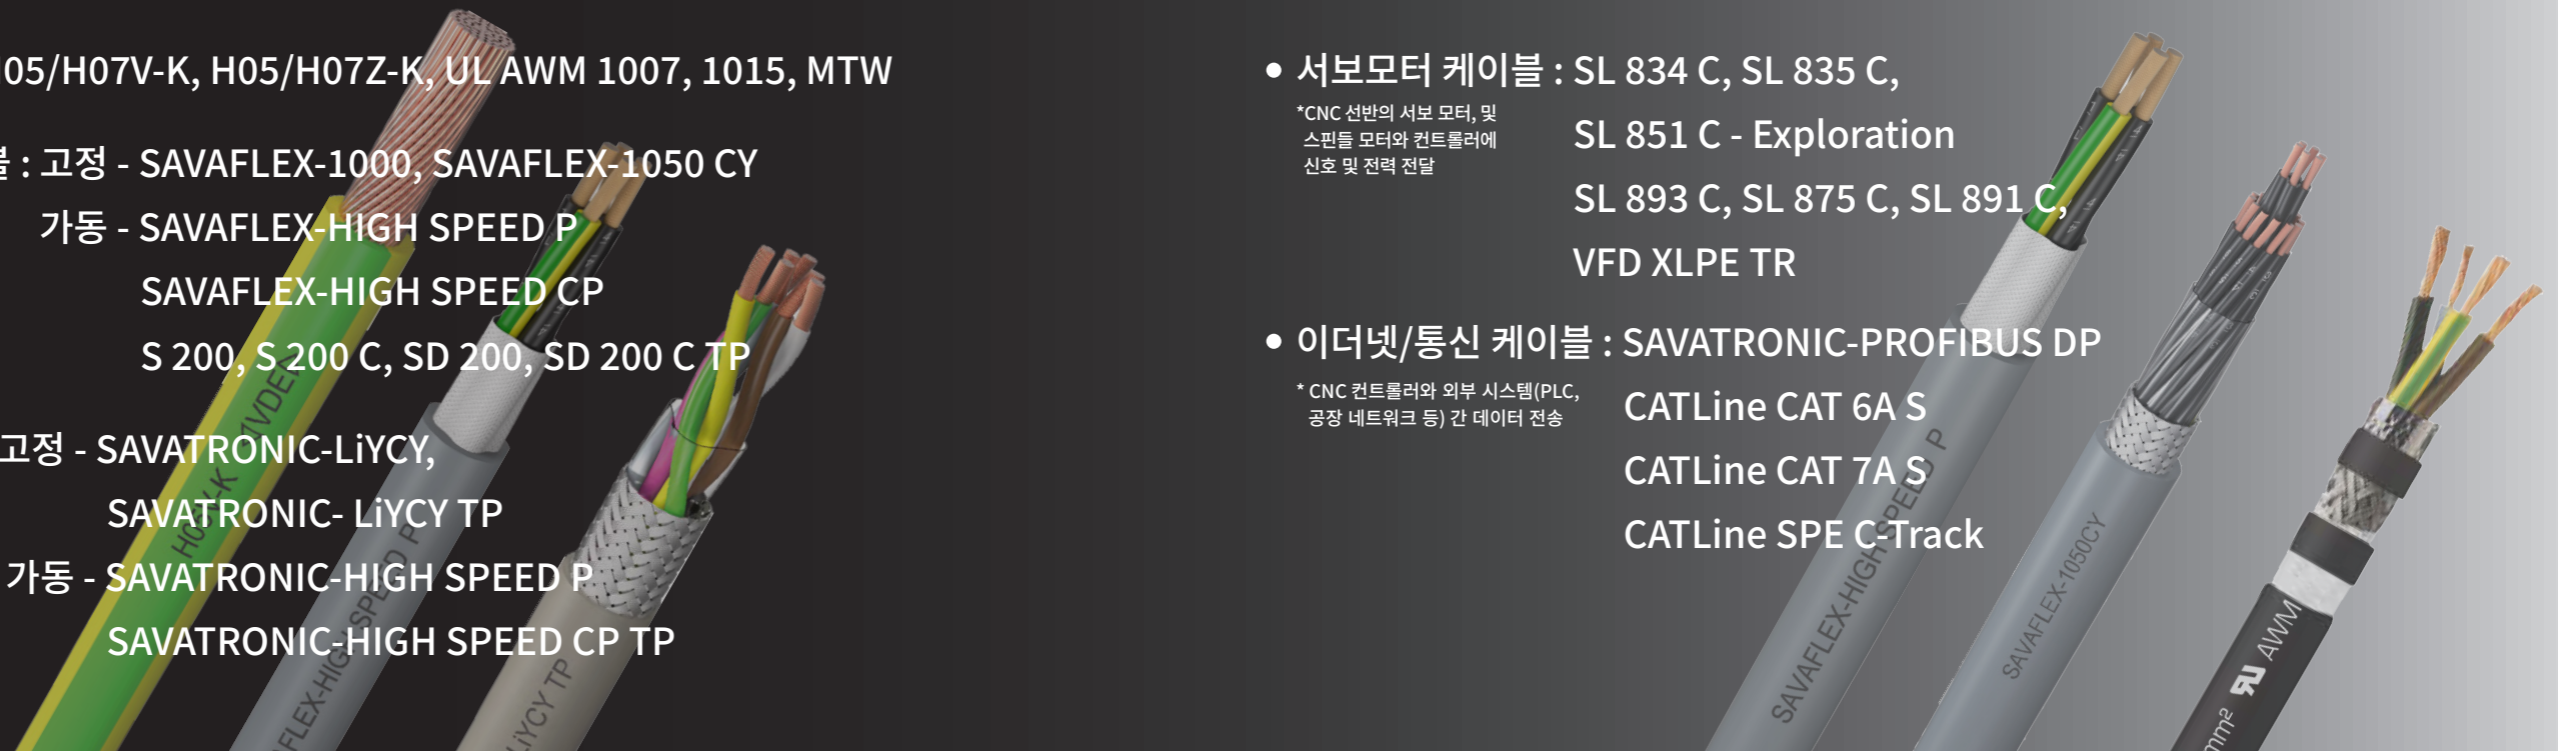 05/H07V-K, H05/H07Z-K, UL AWM 1007, 1015, MTW
: 고정 - SAVAFLEX-1000, SAVAFLEX-1050 CY
가동 - SAVAFLEX-HIGH SPEED P
SAVAFLEX-HIGH SPEED CP
S 200, S 200 C, SD 200, SD 200 C TP
고정 - SAVATRONIC-LiYCY,
SAVATRONIC- LiYCY TP
가동 - SAVATRONIC-HIGH SPEED P
SAVATRONIC-HIGH SPEED CP TP
• 서보모터 케이블 : SL 834 C, SL 835 C,
*CNC 선반의 서보 모터, 및
스핀들 모터와 컨트롤러에
신호 및 전력 전달
SL 851 C - Exploration
SL 893 C, SL 875 C, SL 891 C,
VFD XLPE TR
• 이더넷/통신 케이블 : SAVATRONIC-PROFIBUS DP
* CNC 컨트롤러와 외부 시스템(PLC,
공장 네트워크 등) 간 데이터 전송
CATLine CAT 6A S
CATLine CAT 7A S
CATLine SPE C-Track
H05V-K
FLEX-HIGH SPEED P
LiYCY TP
SAVAFLEX-HIGH SPEED P
SAVAFLEX-1050CY
AWM
mm²